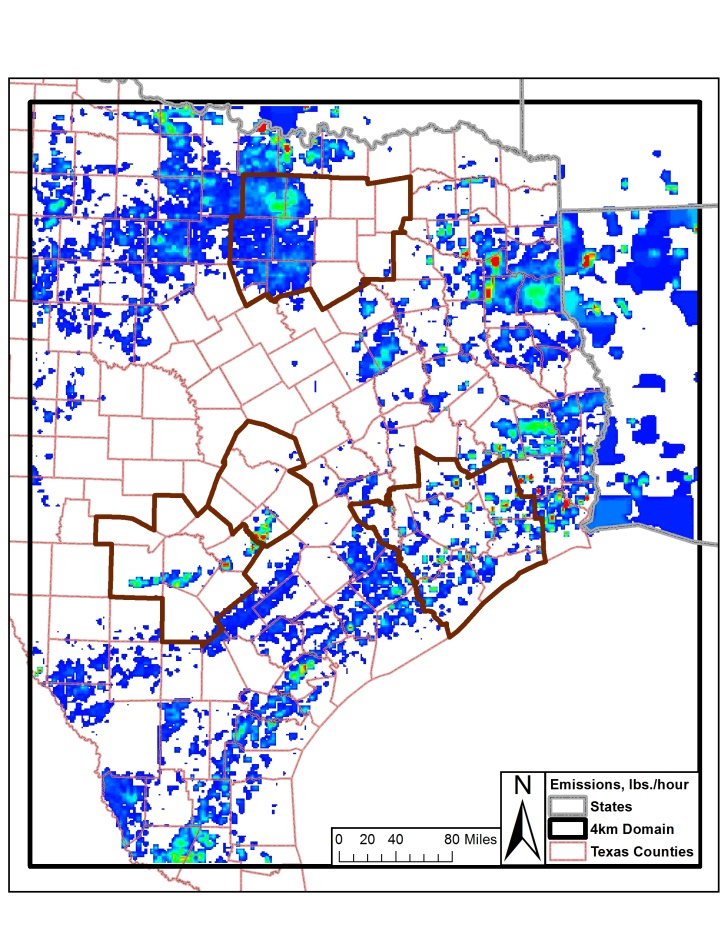 N
Emissions, lbs./hour
States
4km Domain
Texas Counties
0 20 40 80 Miles